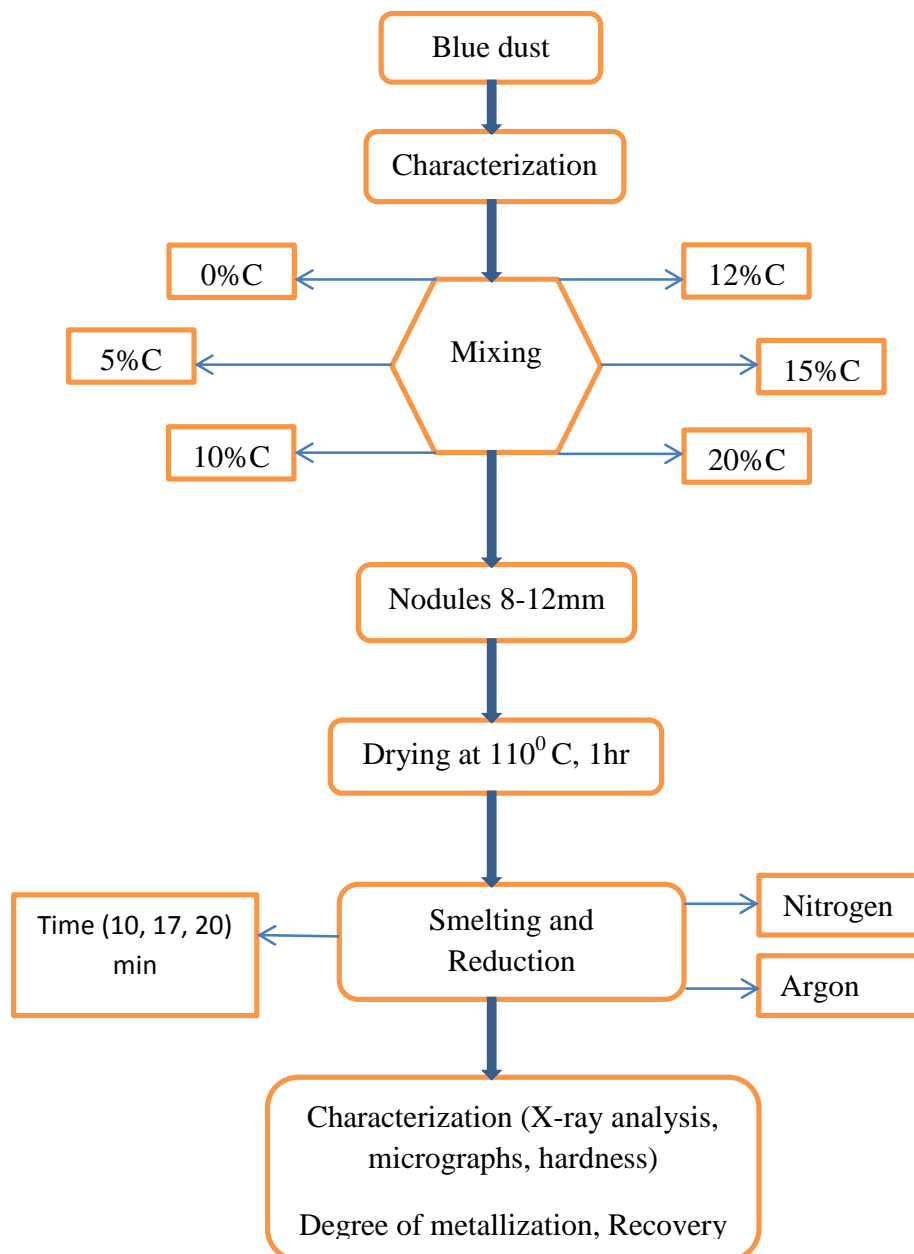 Blue dust
Characterization
0%C
12%C
5%C
Mixing
15%C
10%C
20%C
Nodules 8-12mm
Drying at 110⁰ C, 1hr
Time (10, 17, 20)
min
Smelting and
Reduction
Nitrogen
Argon
Characterization (X-ray analysis,
micrographs, hardness)
Degree of metallization, Recovery